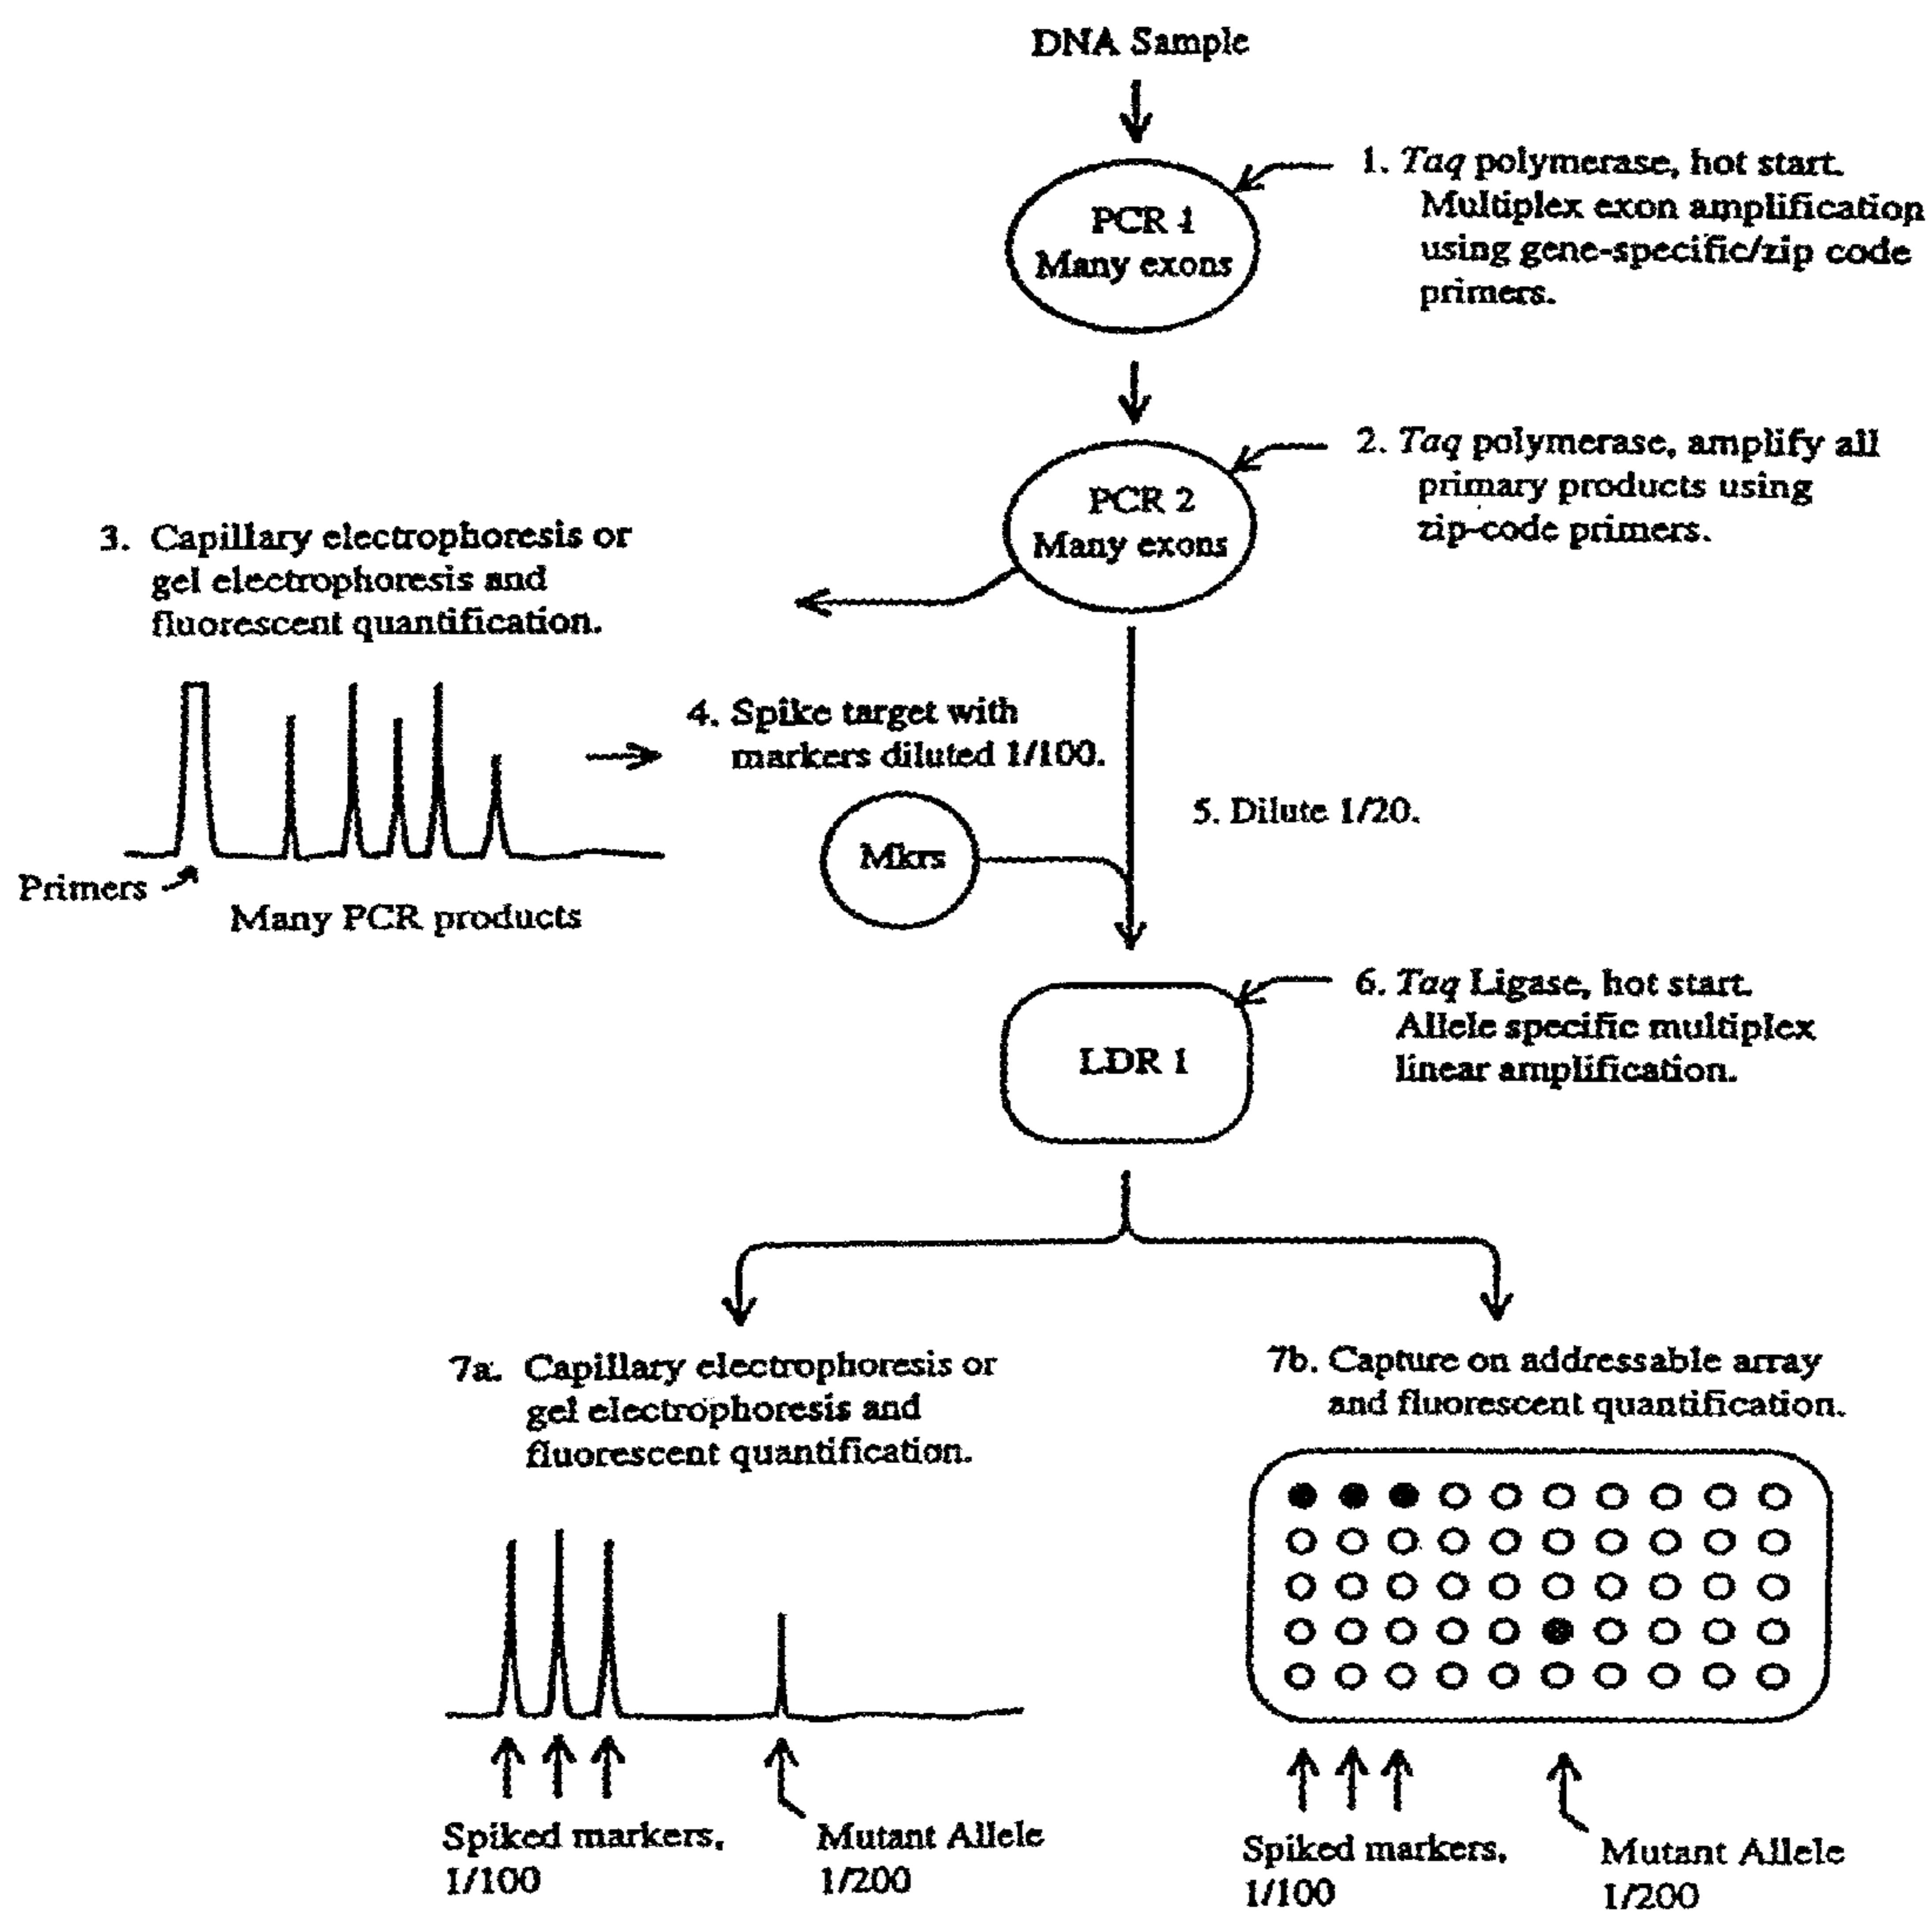 DNA Sample
1. Taq polymerase, hot start.
Multiplex exon amplification
using gene-specific/zip code
primers.
PCR 1
Many exons
2. Taq polymerase, amplify all
primary products using
zip-code primers.
PCR 2
Many exons
3. Capillary electrophoresis or
gel electrophoresis and
fluorescent quantification.
Primers
Many PCR products
4. Spike target with
markers diluted 1/100.
Mkrs
5. Dilute 1/20.
6. Taq Ligase, hot start.
Allele specific multiplex
linear amplification.
LDR 1
7a. Capillary electrophoresis or
gel electrophoresis and
fluorescent quantification.
Spiked markers,
1/100
Mutant Allele
1/200
7b. Capture on addressable array
and fluorescent quantification.
Spiked markers,
1/100
Mutant Allele
1/200